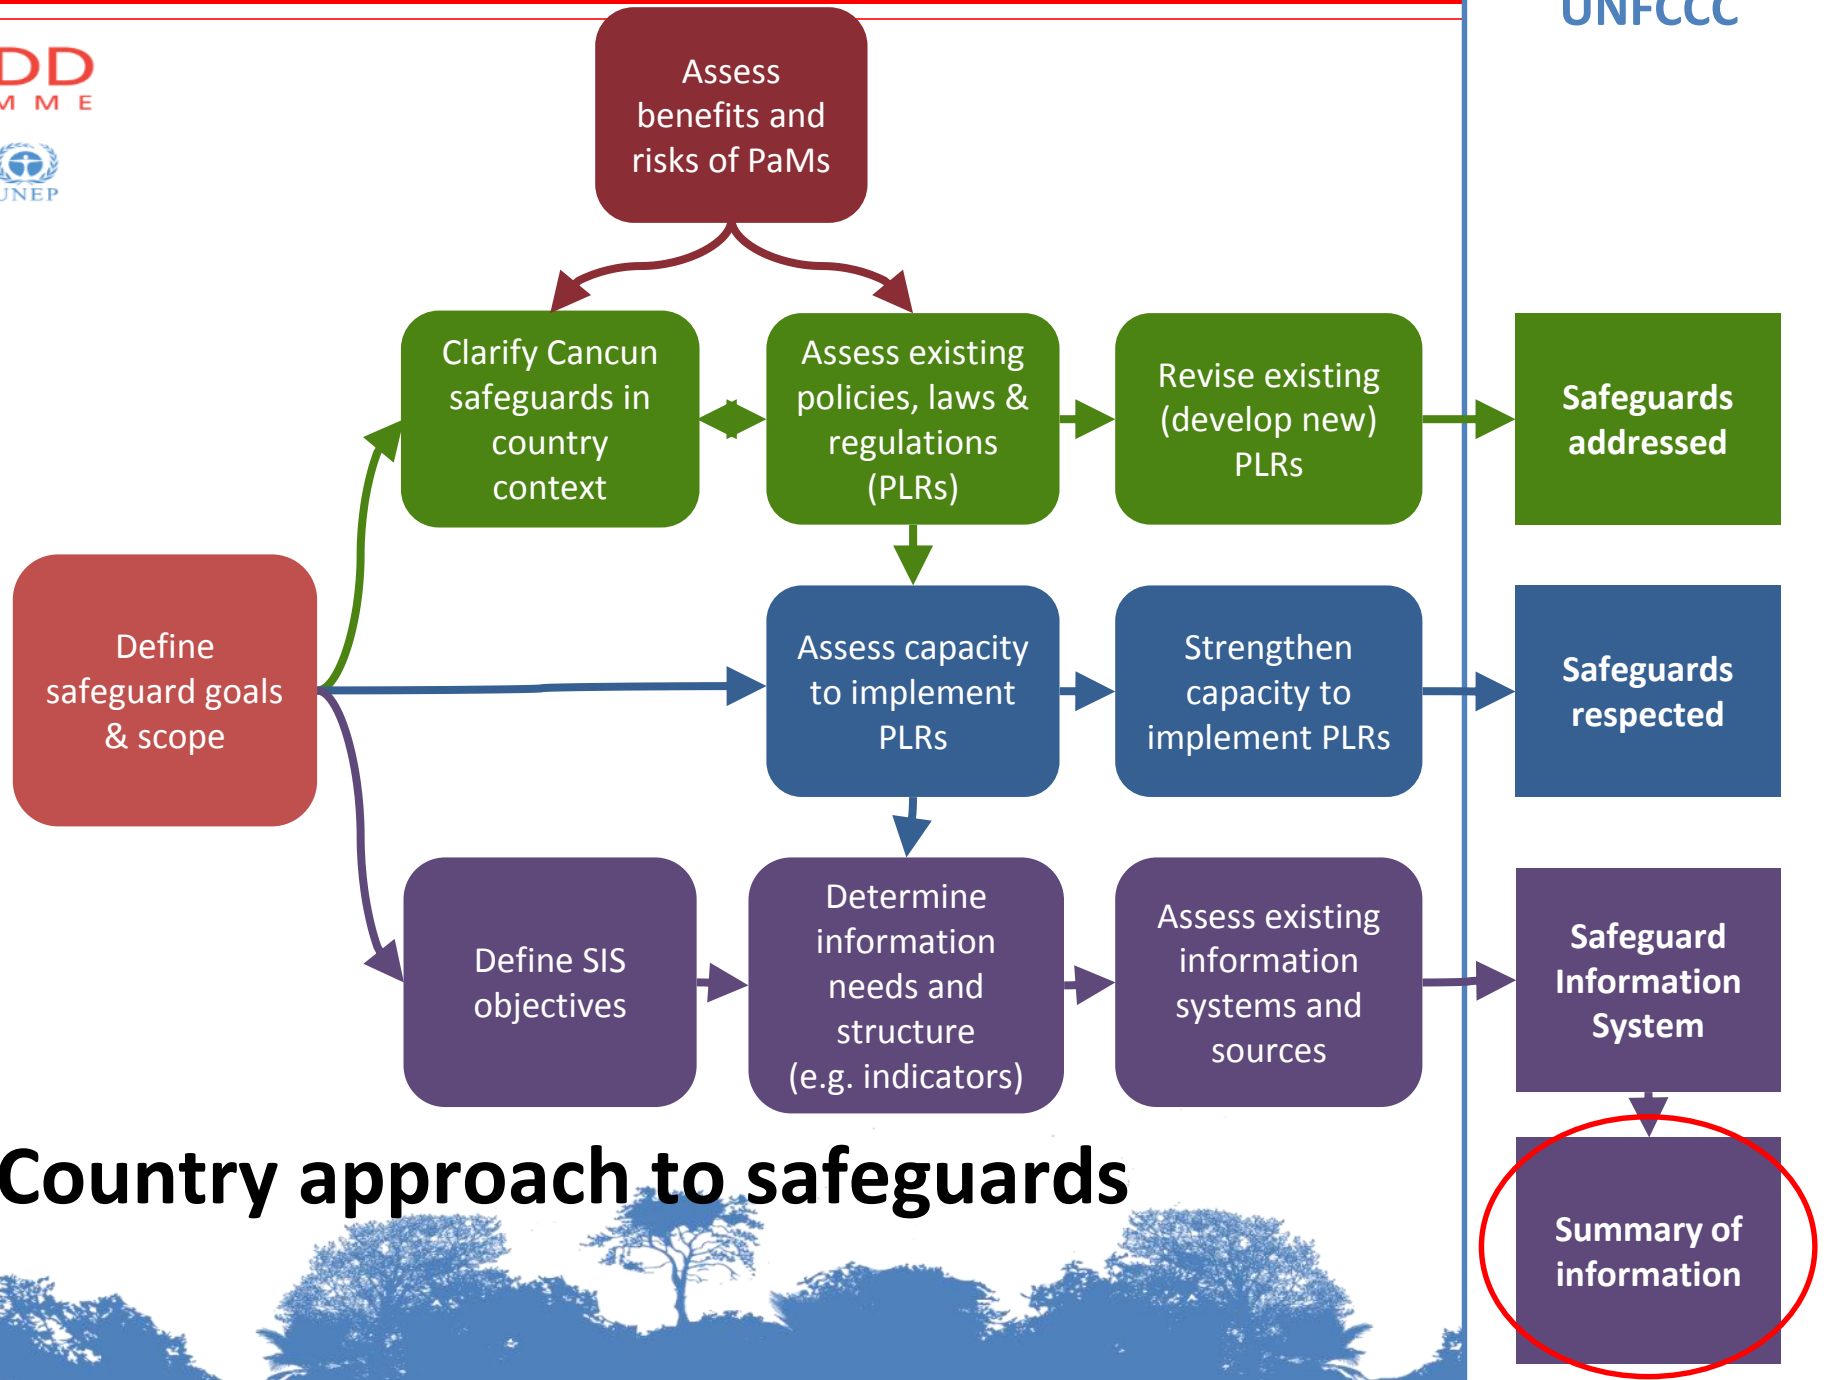 UNFCCC
DD
M M E
UNEP
Assess
benefits and
risks of PaMs
Clarify Cancun
safeguards in
country
context
Assess existing
policies, laws &
regulations
(PLRs)
Revise existing
(develop new)
PLRs
Safeguards
addressed
Define
safeguard goals
& scope
Assess capacity
to implement
PLRs
Strengthen
capacity to
implement PLRs
Safeguards
respected
Define SIS
objectives
Determine
information
needs and
structure
(e.g. indicators)
Assess existing
information
systems and
sources
Safeguard
Information
System
Country approach to safeguards
Summary of
information